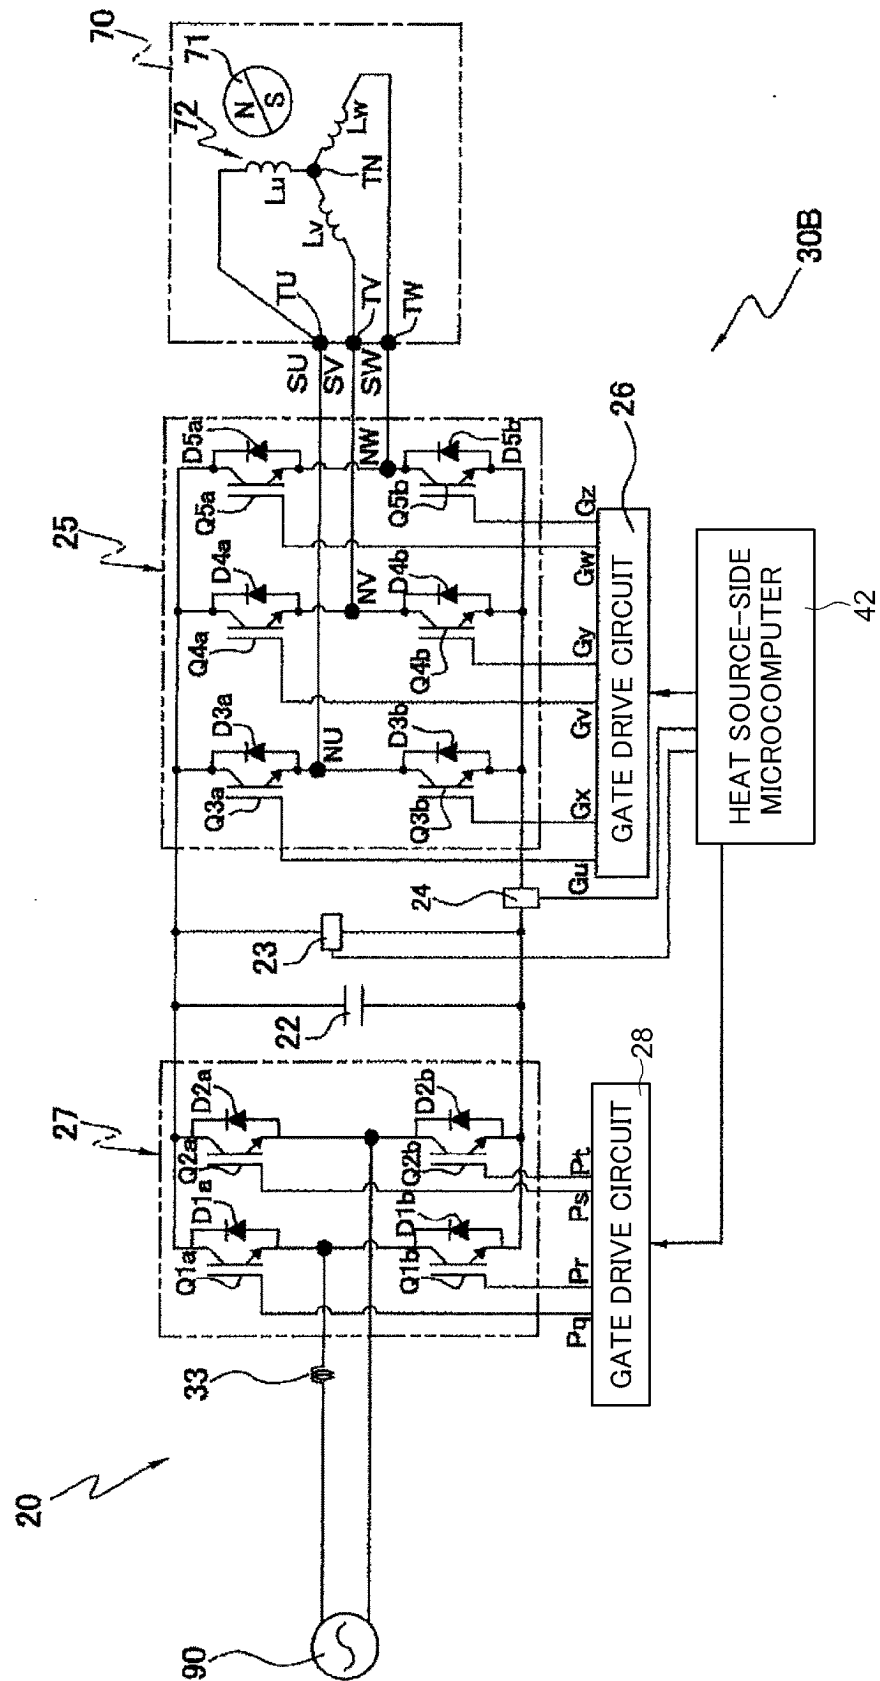 20
90
33
27
Q1a
D1a
Q2a
D2a
Q1b
D1b
Q2b
D2b
Pq
Pr
Ps
Pt
GATE DRIVE CIRCUIT
28
22
23
24
25
Q3a
D3a
Q4a
D4a
Q5a
D5a
NU
NV
NW
Q3b
D3b
Q4b
D4b
Q5b
D5b
Gu
Gx
Gv
Gy
Gw
Gz
GATE DRIVE CIRCUIT
26
HEAT SOURCE-SIDE
MICROCOMPUTER
42
SU
SV
SW
TU
TV
TW
70
71
72
N
S
Lu
Lv
Lw
TN
30B